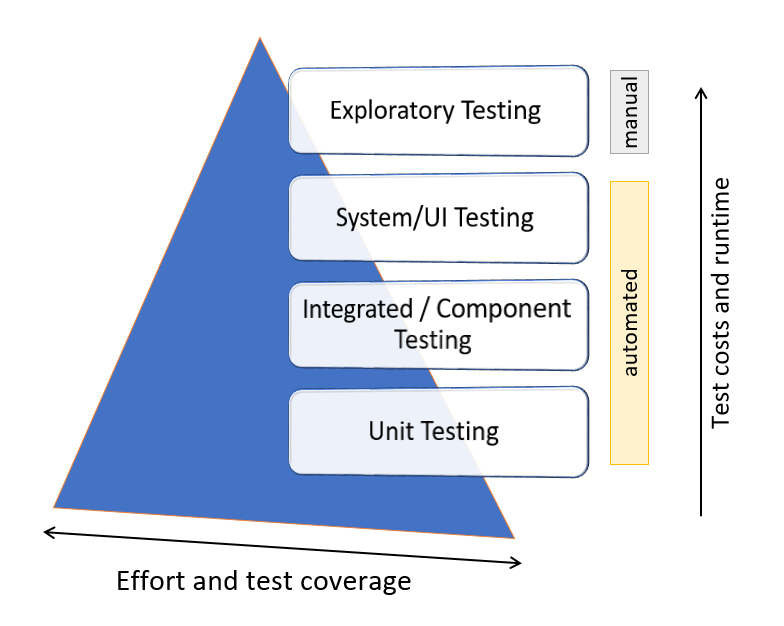 Exploratory Testing
manual
System/UI Testing
Integrated / Component
Testing
automated
Unit Testing
Test costs and runtime
Effort and test coverage